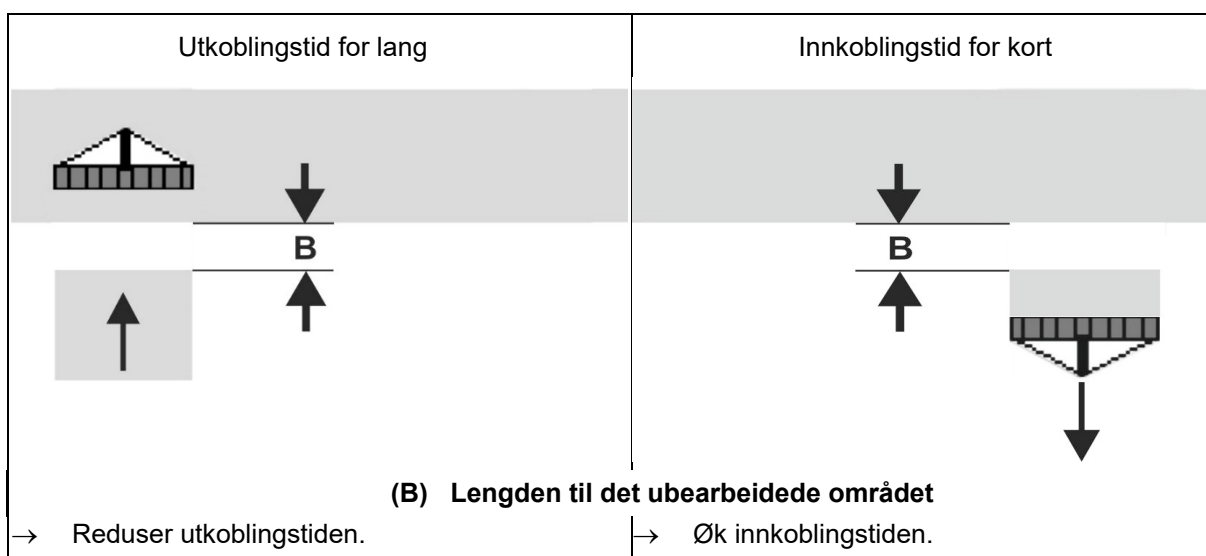 Utkoblingstid for lang
Innkoblingstid for kort
B
B
(B) Lengden til det ubearbeidede området
→ Reduser utkoblingstiden.
→ Øk innkoblingstiden.